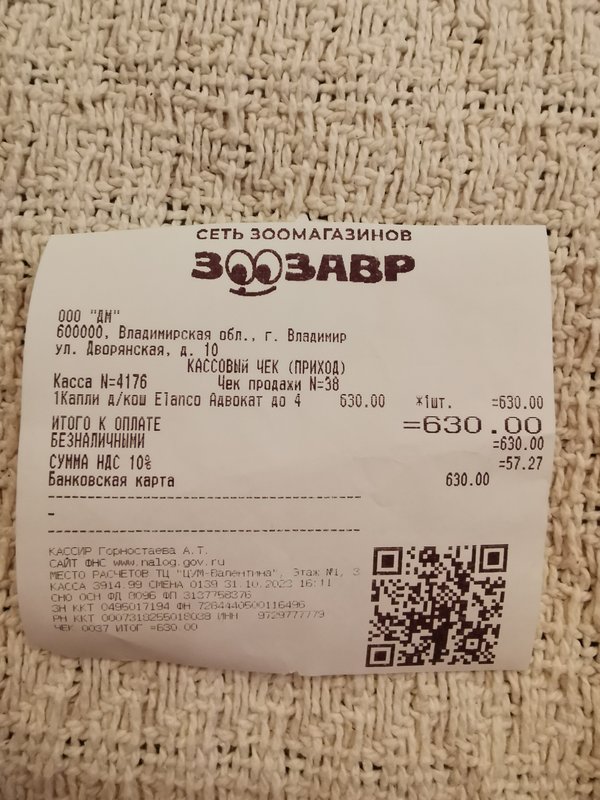 СЕТЬ ЗООМАГАЗИНОВ
ЗООЗАВР
ООО "ДМ"
600000, Владимирская обл., г. Владимир
ул. Дворянская, д. 10
КАССОВЫЙ ЧЕК (ПРИХОД)
Касса N=4176 Чек продажи N=38
1Капли д/кош Elanco Адвокат до 4 630.00 *1шт. =630.00
ИТОГО К ОПЛАТЕ =630.00
БЕЗНАЛИЧНЫМИ =630.00
СУММА НДС 10% =57.27
Банковская карта 630.00
КАССИР Горностаева А.Т.
САЙТ ФНС www.nalog.gov.ru
МЕСТО РАСЧЕТОВ ТЦ "ЦУМ-Валентина", Этаж №1, 3
КАССА 3914.99 СМЕНА 0139 31.10.2023 16:11
СНО ОСН ФД 8096 ФП 3137758376
ЗН ККТ 0495017194 ФН 7284440500116496
РН ККТ 0007318255018038 ИНН 9729777779
ЧЕК 0037 ИТОГ =630.00